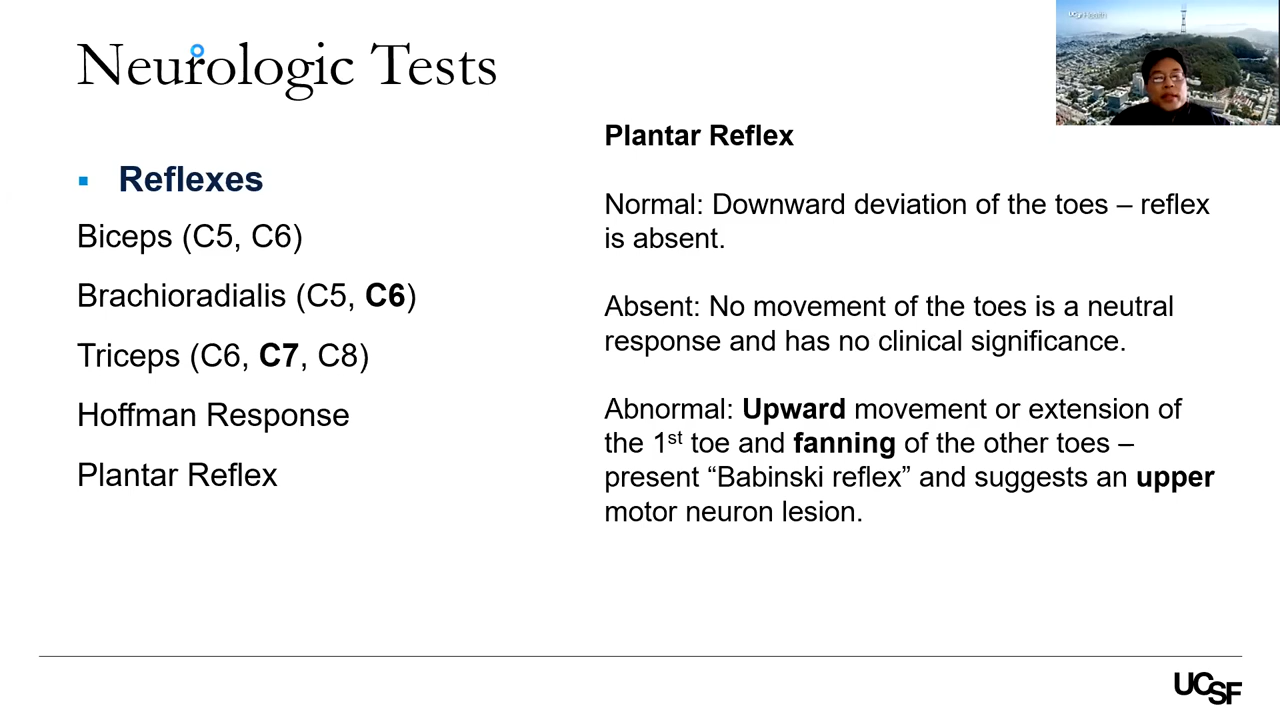 Neurologic Tests
UCSF Health
Reflexes
Biceps (C5, C6)
Brachioradialis (C5, C6)
Triceps (C6, C7, C8)
Hoffman Response
Plantar Reflex
Plantar Reflex
Normal: Downward deviation of the toes – reflex
is absent.
Absent: No movement of the toes is a neutral
response and has no clinical significance.
Abnormal: Upward movement or extension of
the 1st toe and fanning of the other toes –
present “Babinski reflex” and suggests an upper
motor neuron lesion.
UCSF